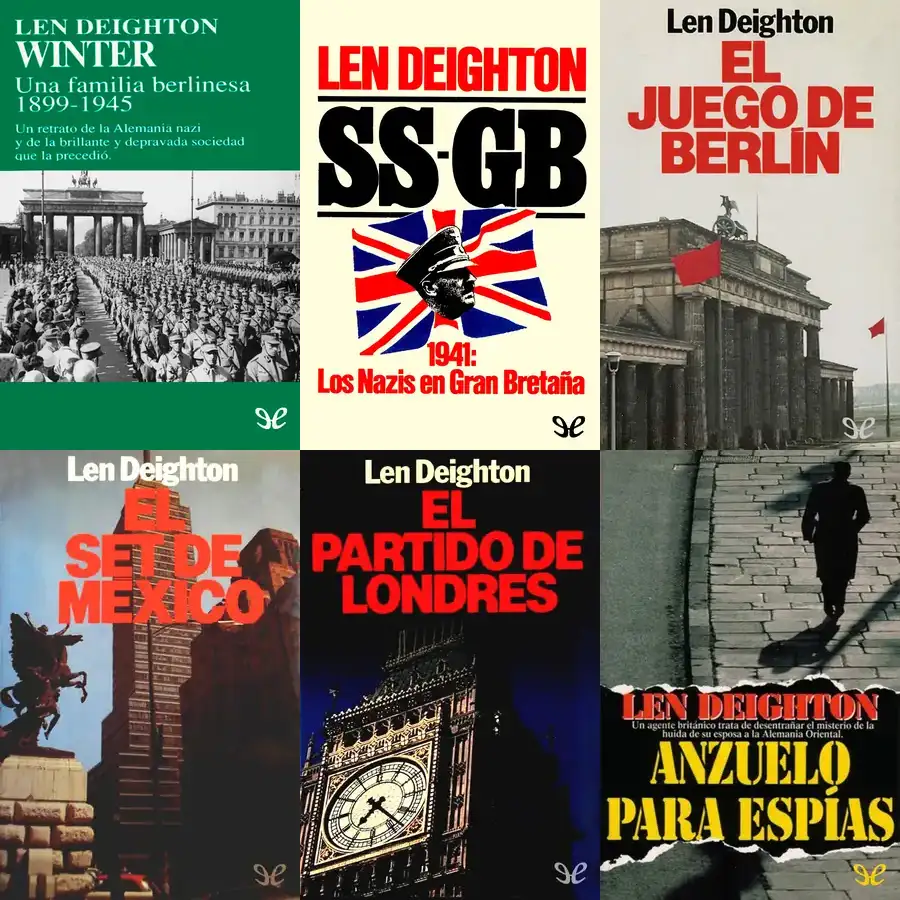 LEN DEIGHTON
WINTER
Una familia berlinesa
1899-1945
Un retrato de la Alemania nazi
y de la brillante y depravada sociedad
que la precedió.
LEN DEIGHTON
SS-GB
1941:
Los Nazis en Gran Bretaña
Len Deighton
EL
JUEGO DE
BERLÍN
Len Deighton
EL
SET DE
MEXICO
Len Deighton
EL
PARTIDO DE
LONDRES
LEN DEIGHTON
Un agente británico trata de desentrañar el misterio de la
huida de su esposa a la Alemania Oriental.
ANZUELO
PARA ESPÍAS